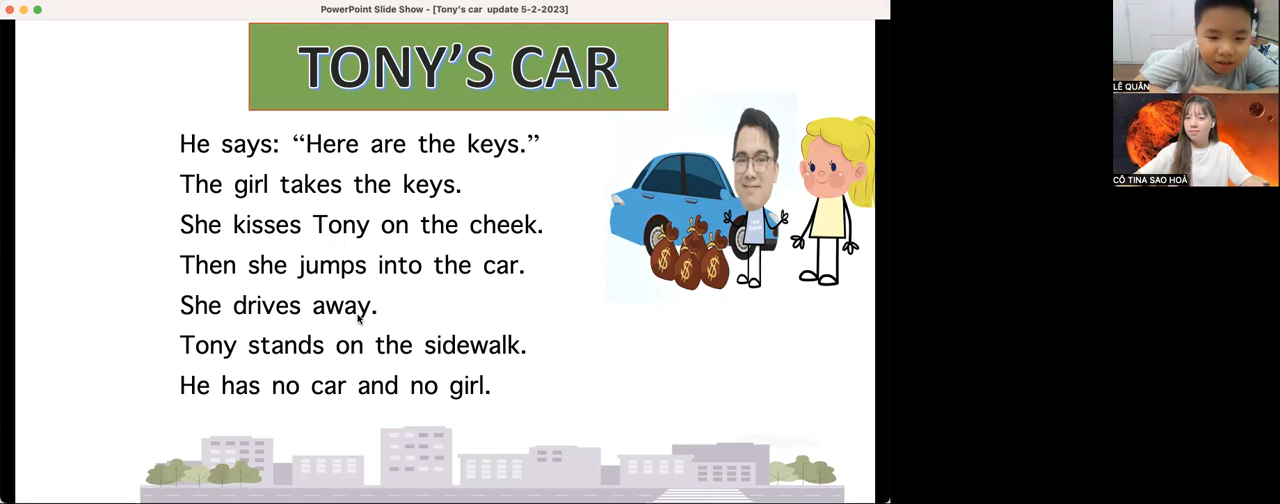 PowerPoint Slide Show - [Tony's car update 5-2-2023]
TONY'S CAR
He says: “Here are the keys.”
The girl takes the keys.
She kisses Tony on the cheek.
Then she jumps into the car.
She drives away.
Tony stands on the sidewalk.
He has no car and no girl.
LÊ QUÂN
CÔ TINA SAO HOẢ